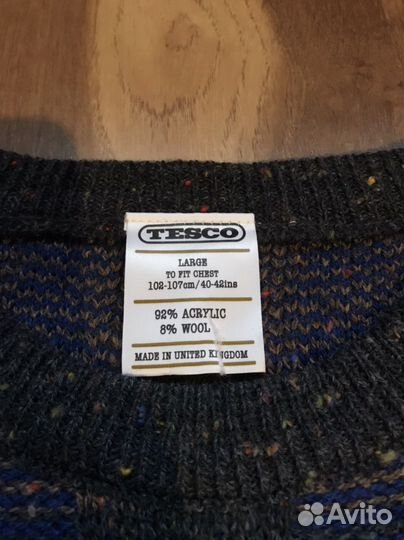 TESCO
LARGE
TO FIT CHEST
102-107cm/40-42ins
92% ACRYLIC
8% WOOL
MADE IN UNITED KINGDOM
Avito